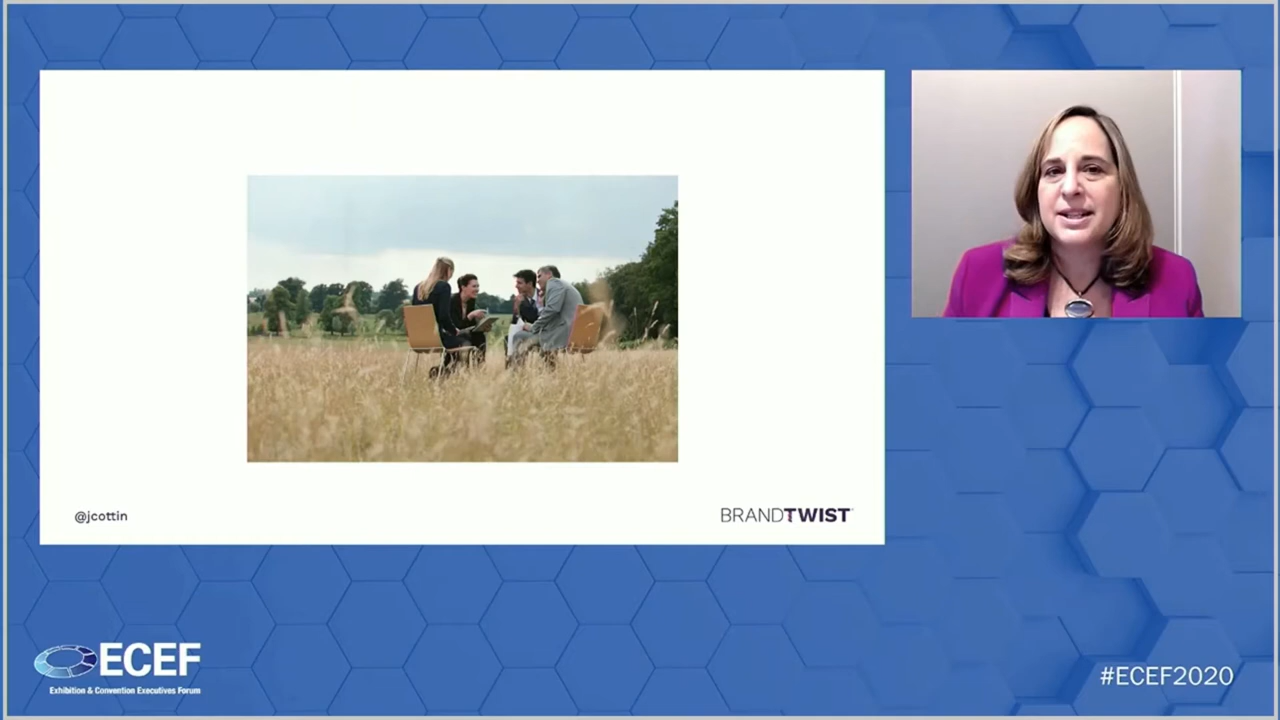 @jcottin
BRANDTWIST
ECEF
Exhibition & Convention Executives Forum
#ECEF2020